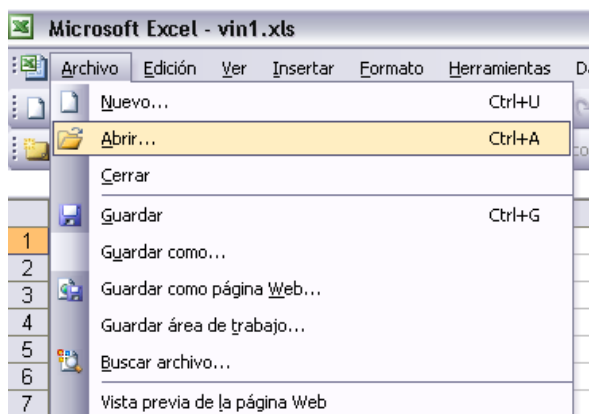 Microsoft Excel - vin1.xls
Archivo Edición Ver Insertar Formato Herramientas
Nuevo... Ctrl+U
Abrir... Ctrl+A
Cerrar
Guardar Ctrl+G
1
Guardar como...
2
Guardar como página Web...
3
Guardar área de trabajo...
4
5
Buscar archivo...
6
Vista previa de la página Web
7